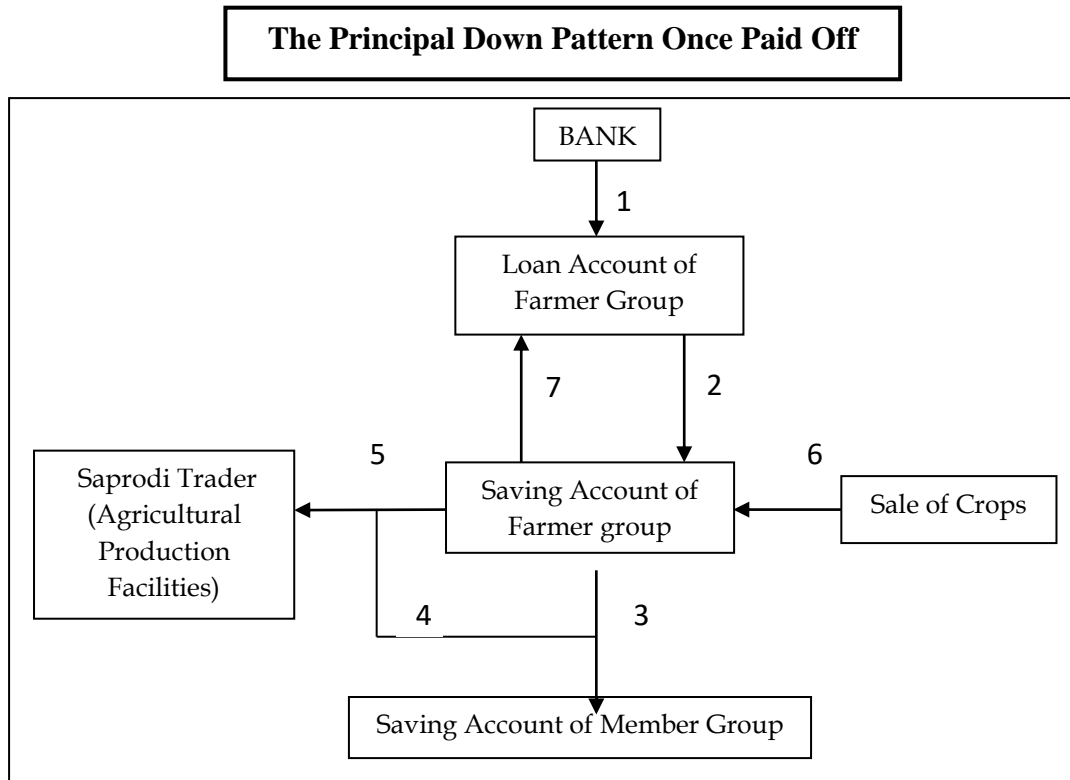 The Principal Down Pattern Once Paid Off
BANK
1
Loan Account of
Farmer Group
7
2
5
6
Saprodi Trader
(Agricultural
Production
Facilities)
Saving Account of
Farmer group
Sale of Crops
4
3
Saving Account of Member Group